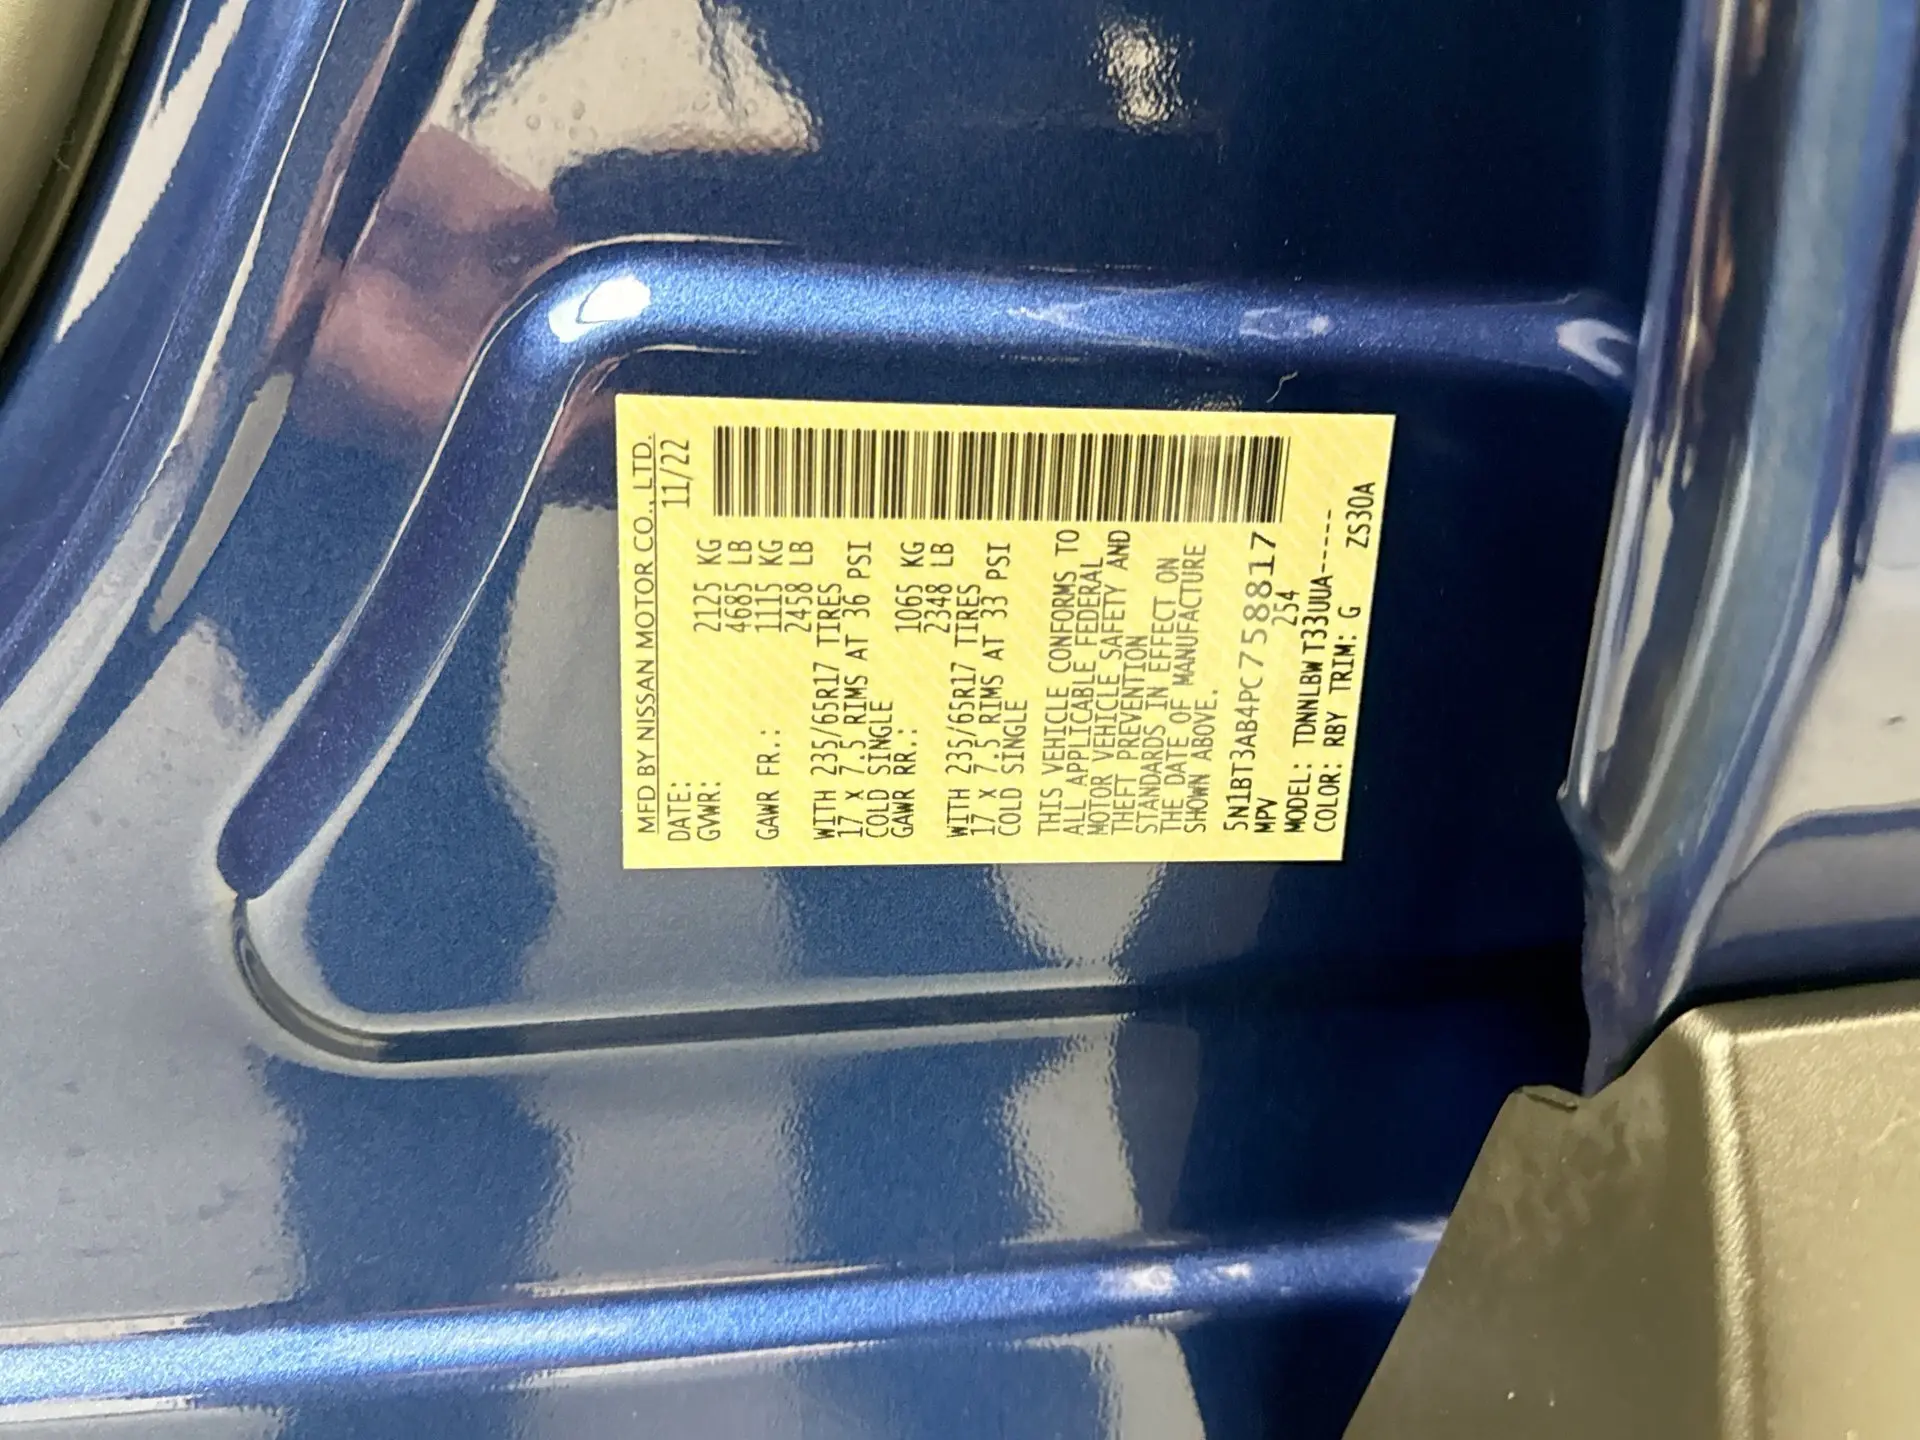 MFD BY NISSAN MOTOR CO., LTD.
DATE: 11/22
GVWR: 2125 KG
4685 LB
GAWR FR.: 1115 KG
2458 LB
WITH 235/65R17 TIRES
17 X 7.5 RIMS AT 36 PSI
COLD SINGLE
GAWR RR.: 1065 KG
2348 LB
WITH 235/65R17 TIRES
17 X 7.5 RIMS AT 33 PSI
COLD SINGLE
THIS VEHICLE CONFORMS TO
ALL APPLICABLE FEDERAL
MOTOR VEHICLE SAFETY AND
THEFT PREVENTION
STANDARDS IN EFFECT ON
THE DATE OF MANUFACTURE
SHOWN ABOVE.
5N1BT3AB4PC758817
MPV 254
MODEL: TDNNLBW T33UUA-----
COLOR: RBY TRIM: G ZS30A